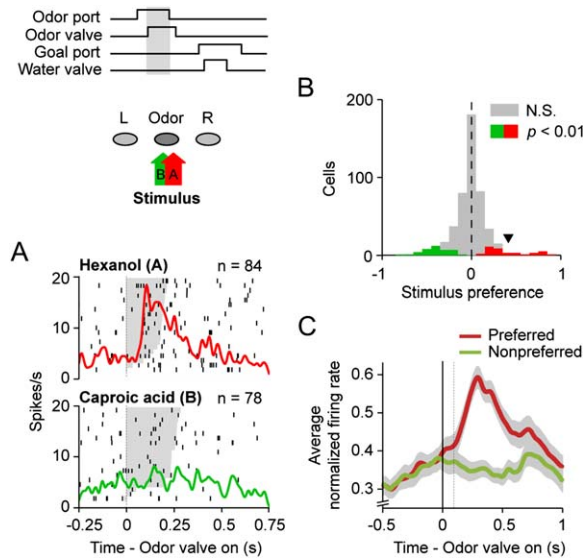 Odor port
Odor valve
Goal port
Water valve
L Odor R
B A
Stimulus
A
Hexanol (A) n = 84
20
10
0
Caproic acid (B) n = 78
20
10
0
Spikes/s
-0.25 0 0.25 0.50 0.75
Time - Odor valve on (s)
B
200
100
0
Cells
N.S.
p < 0.01
-1 0 1
Stimulus preference
C
Preferred
Nonpreferred
0.6
0.5
0.4
0.3
Average
normalized firing rate
-0.5 0 0.5 1
Time - Odor valve on (s)